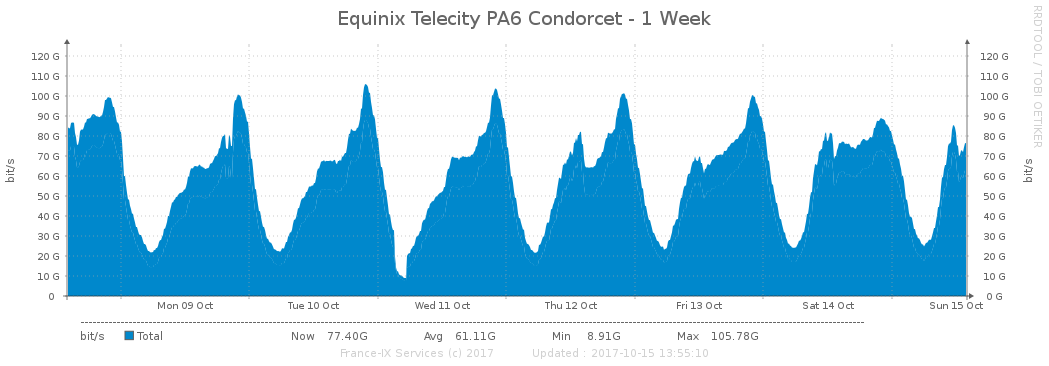 Equinix Telecity PA6 Condorcet - 1 Week
RRDTOOL / TOBI OETIKER
bit/s
120 G 120 G
110 G 110 G
100 G 100 G
90 G 90 G
80 G 80 G
70 G 70 G
60 G 60 G
50 G 50 G
40 G 40 G
30 G 30 G
20 G 20 G
10 G 10 G
0 0 G
bit/s
Mon 09 Oct Tue 10 Oct Wed 11 Oct Thu 12 Oct Fri 13 Oct Sat 14 Oct Sun 15 Oct
bit/s Total Now 77.40G Avg 61.11G Min 8.91G Max 105.78G
France-IX Services (c) 2017 Updated : 2017-10-15 13:55:10